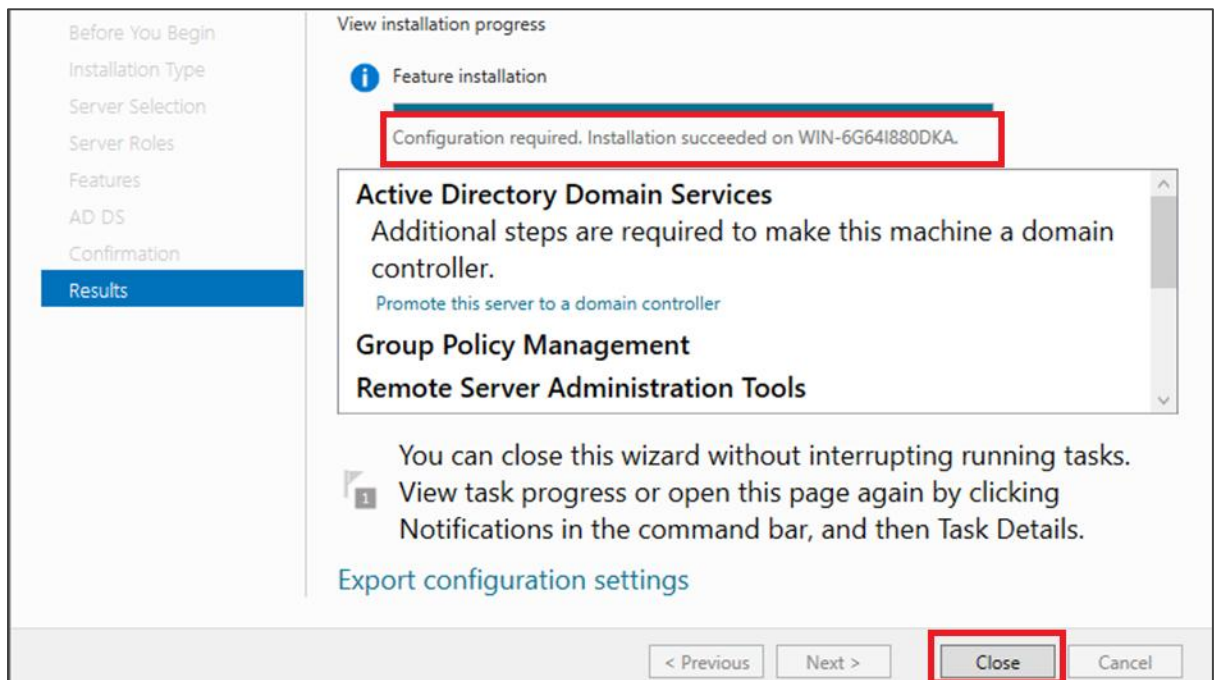 Before You Begin
Installation Type
Server Selection
Server Roles
Features
AD DS
Confirmation
Results
View installation progress
Feature installation
Configuration required. Installation succeeded on WIN-6G64I880DKA.
Active Directory Domain Services
Additional steps are required to make this machine a domain
controller.
Promote this server to a domain controller
Group Policy Management
Remote Server Administration Tools
1
You can close this wizard without interrupting running tasks.
View task progress or open this page again by clicking
Notifications in the command bar, and then Task Details.
Export configuration settings
< Previous
Next >
Close
Cancel